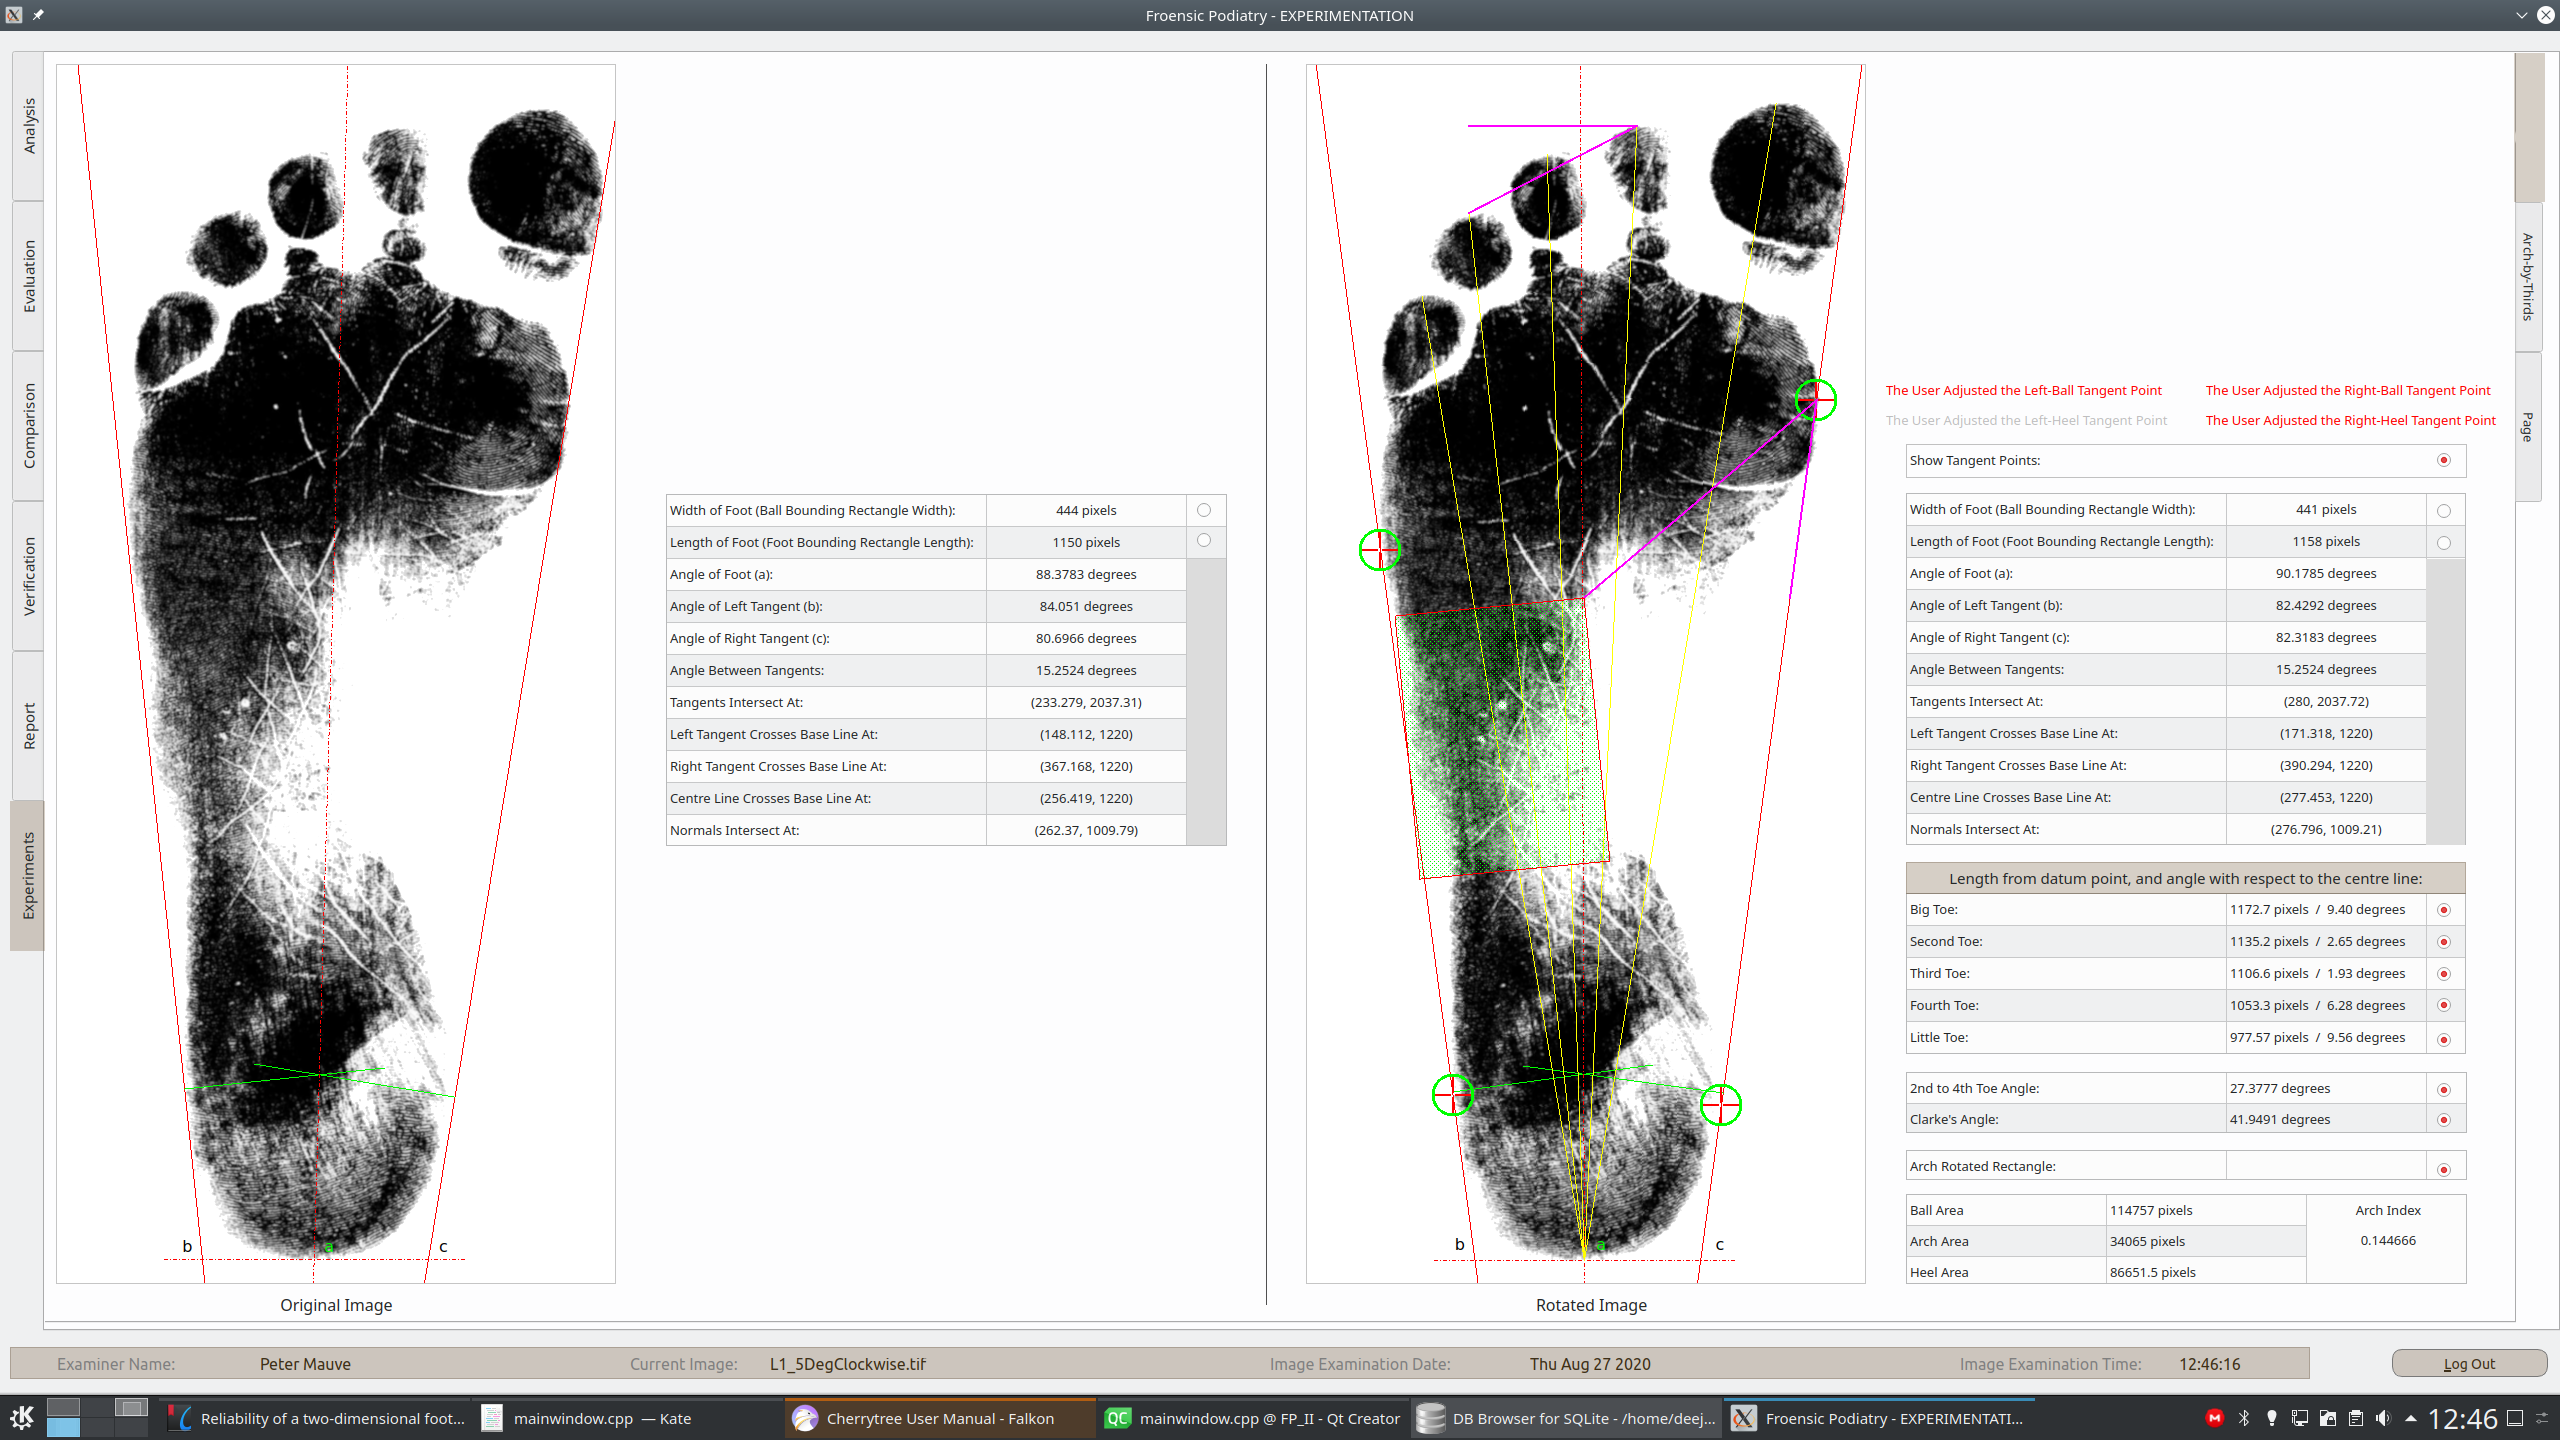 Froensic Podiatry - EXPERIMENTATION
Analysis
Evaluation
Comparison
Verification
Report
Experiments
b
a
c
Original Image
Width of Foot (Ball Bounding Rectangle Width): 444 pixels
Length of Foot (Foot Bounding Rectangle Length): 1150 pixels
Angle of Foot (a): 88.3783 degrees
Angle of Left Tangent (b): 84.051 degrees
Angle of Right Tangent (c): 80.6966 degrees
Angle Between Tangents: 15.2524 degrees
Tangents Intersect At: (233.279, 2037.31)
Left Tangent Crosses Base Line At: (148.112, 1220)
Right Tangent Crosses Base Line At: (367.168, 1220)
Centre Line Crosses Base Line At: (256.419, 1220)
Normals Intersect At: (262.37, 1009.79)
b
a
c
Rotated Image
The User Adjusted the Left-Ball Tangent Point The User Adjusted the Right-Ball Tangent Point
The User Adjusted the Left-Heel Tangent Point The User Adjusted the Right-Heel Tangent Point
Show Tangent Points:
Width of Foot (Ball Bounding Rectangle Width): 441 pixels
Length of Foot (Foot Bounding Rectangle Length): 1158 pixels
Angle of Foot (a): 90.1785 degrees
Angle of Left Tangent (b): 82.4292 degrees
Angle of Right Tangent (c): 82.3183 degrees
Angle Between Tangents: 15.2524 degrees
Tangents Intersect At: (280, 2037.72)
Left Tangent Crosses Base Line At: (171.318, 1220)
Right Tangent Crosses Base Line At: (390.294, 1220)
Centre Line Crosses Base Line At: (277.453, 1220)
Normals Intersect At: (276.796, 1009.21)
Length from datum point, and angle with respect to the centre line:
Big Toe: 1172.7 pixels / 9.40 degrees
Second Toe: 1135.2 pixels / 2.65 degrees
Third Toe: 1106.6 pixels / 1.93 degrees
Fourth Toe: 1053.3 pixels / 6.28 degrees
Little Toe: 977.57 pixels / 9.56 degrees
2nd to 4th Toe Angle: 27.3777 degrees
Clarke's Angle: 41.9491 degrees
Arch Rotated Rectangle:
Ball Area 114757 pixels Arch Index
Arch Area 34065 pixels 0.144666
Heel Area 86651.5 pixels
Arch-by-Thirds
Page
Examiner Name: Peter Mauve Current Image: L1_5DegClockwise.tif Image Examination Date: Thu Aug 27 2020 Image Examination Time: 12:46:16 Log Out
Reliability of a two-dimensional foot... mainwindow.cpp — Kate Cherrytree User Manual - Falkon QC mainwindow.cpp @ FP_II - Qt Creator DB Browser for SQLite - /home/deej... Froensic Podiatry - EXPERIMENTATI... 12:46